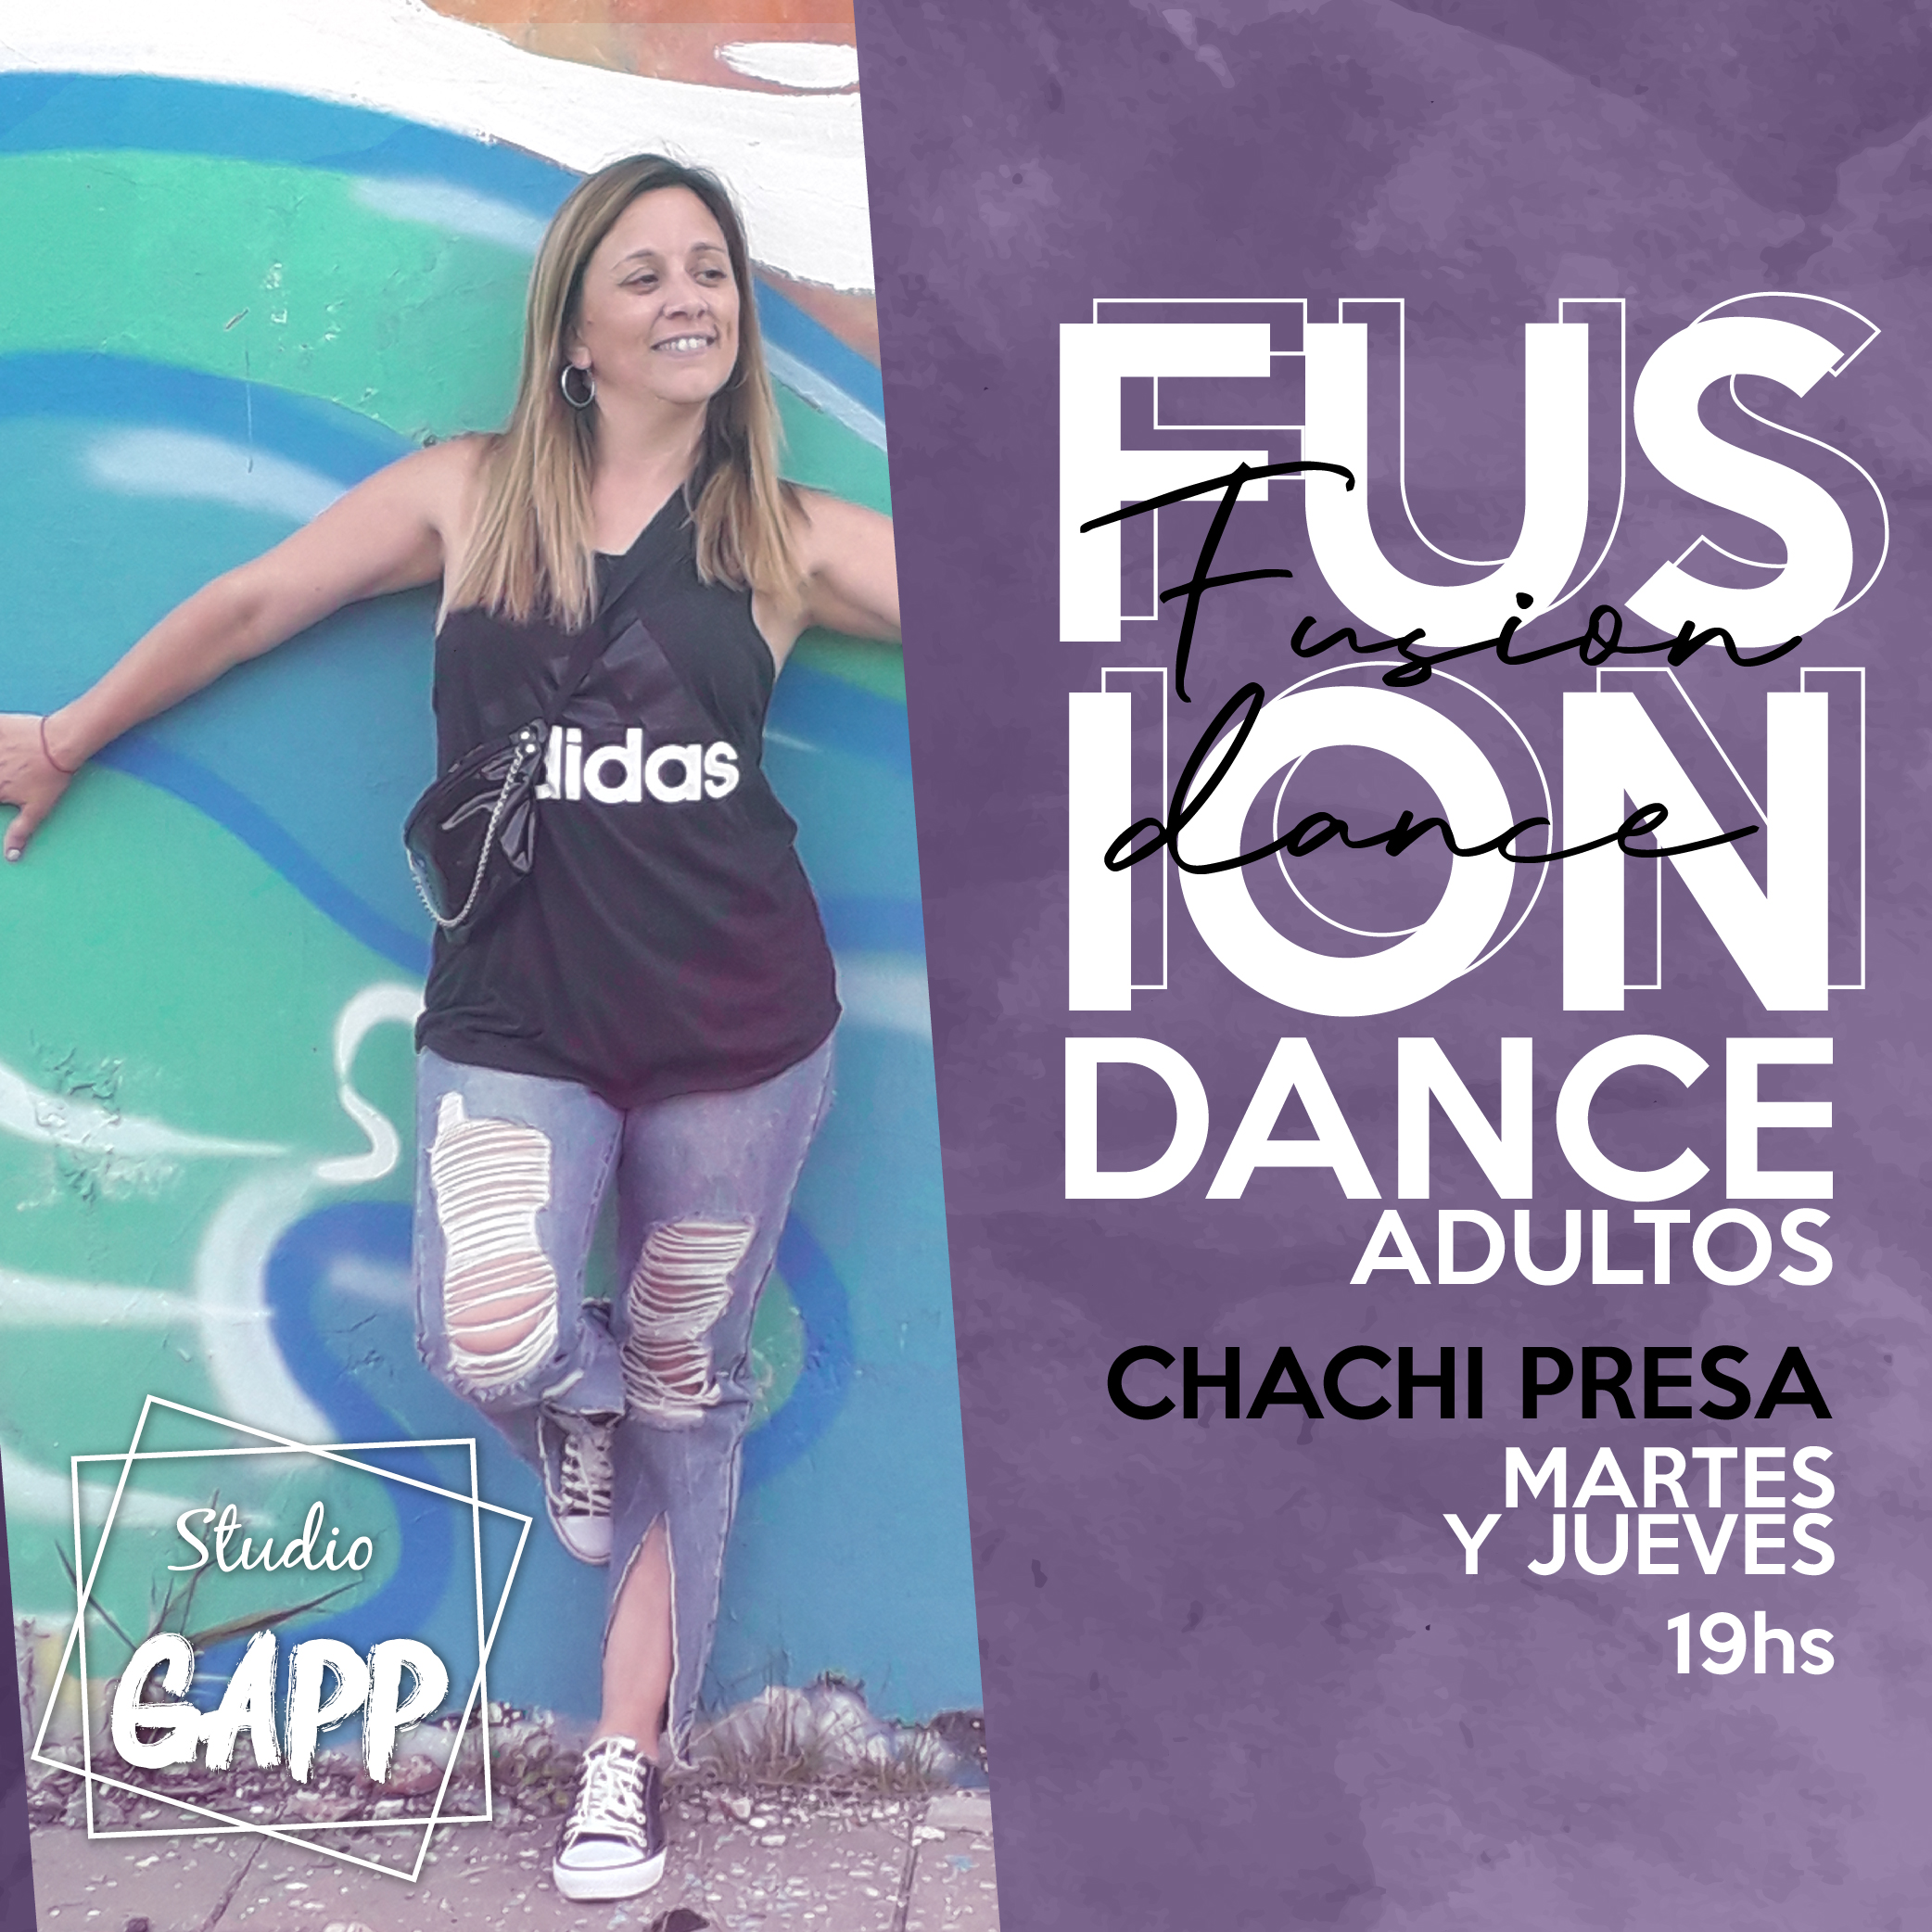 FUS
ION
Fusion
dance
DANCE
ADULTOS
CHACHI PRESA
MARTES
Y JUEVES
19hs
didas
Studio
GAPP